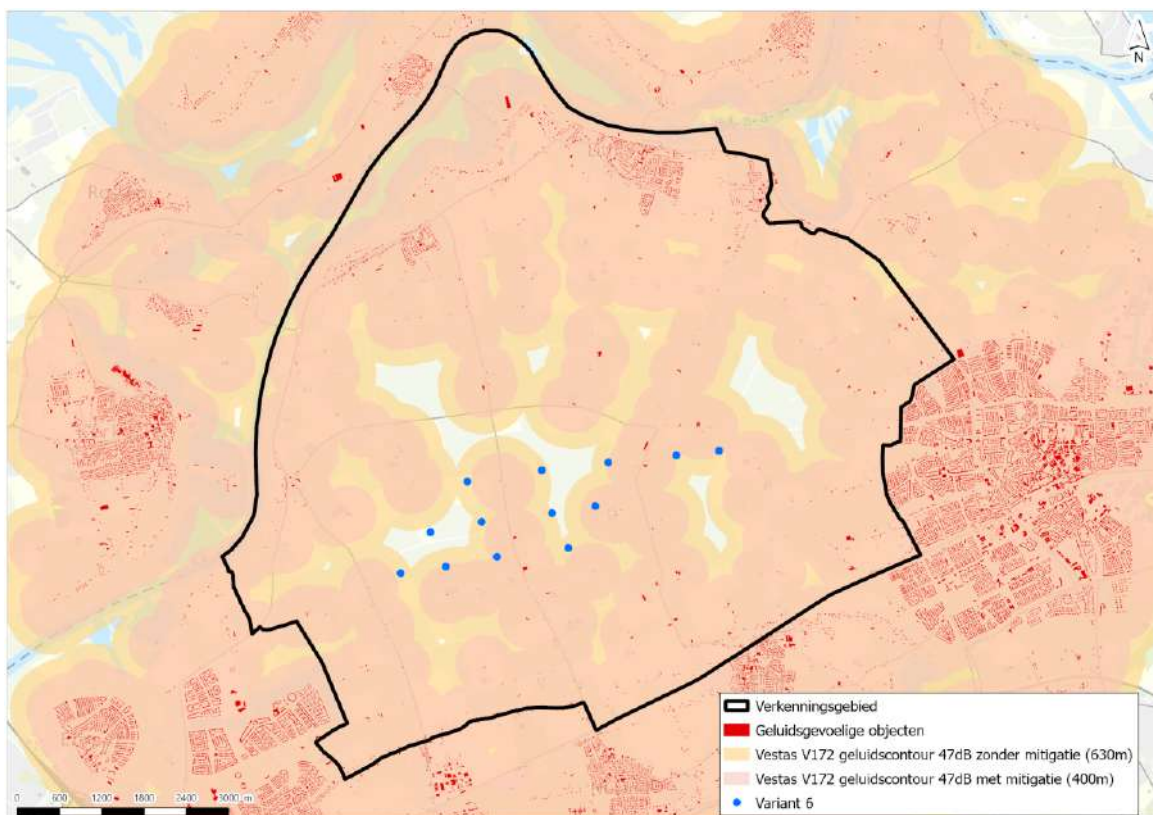 N
Verkenningsgebied
Geluidsgevoelige objecten
Vestas V172 geluidscontour 47dB zonder mitigatie (630m)
Vestas V172 geluidscontour 47dB met mitigatie (400m)
Variant 6
0 600 1200 1800 2400 3000 m